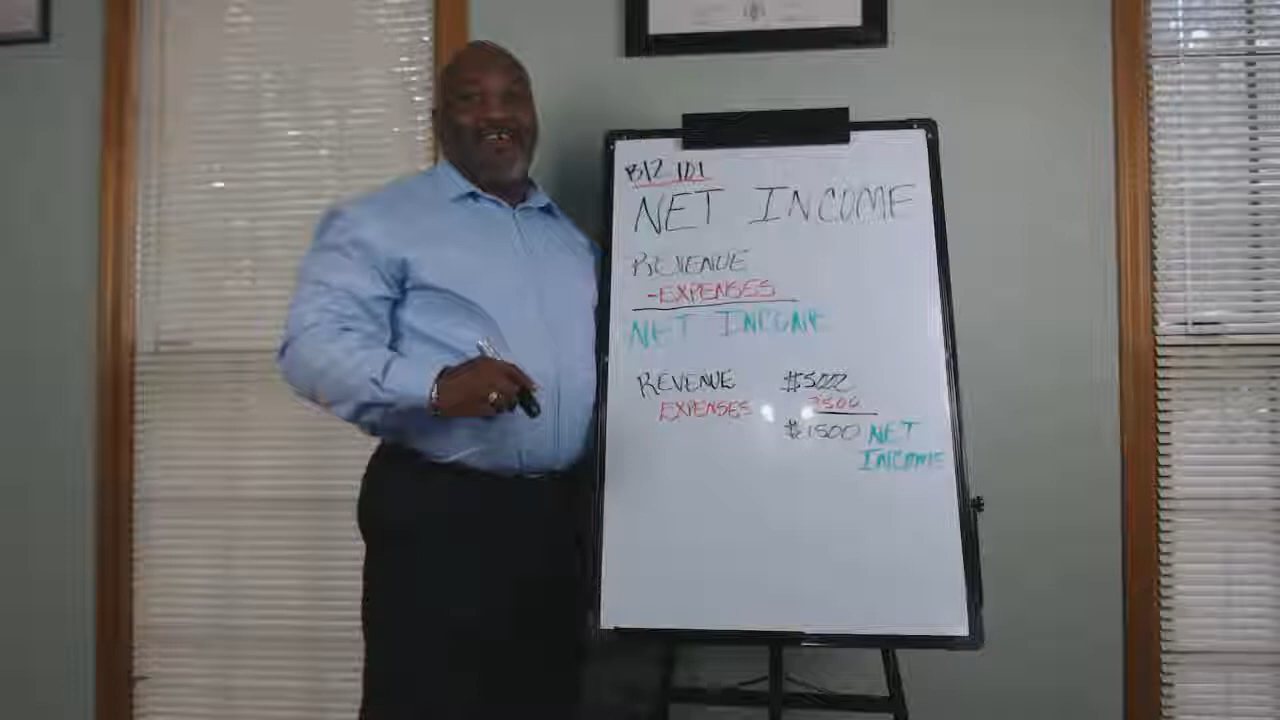 BIZ 101
NET INCOME
REVENUE
-EXPENSES
NET INCOME
REVENUE $5000
EXPENSES 3500
$1500 NET
INCOME